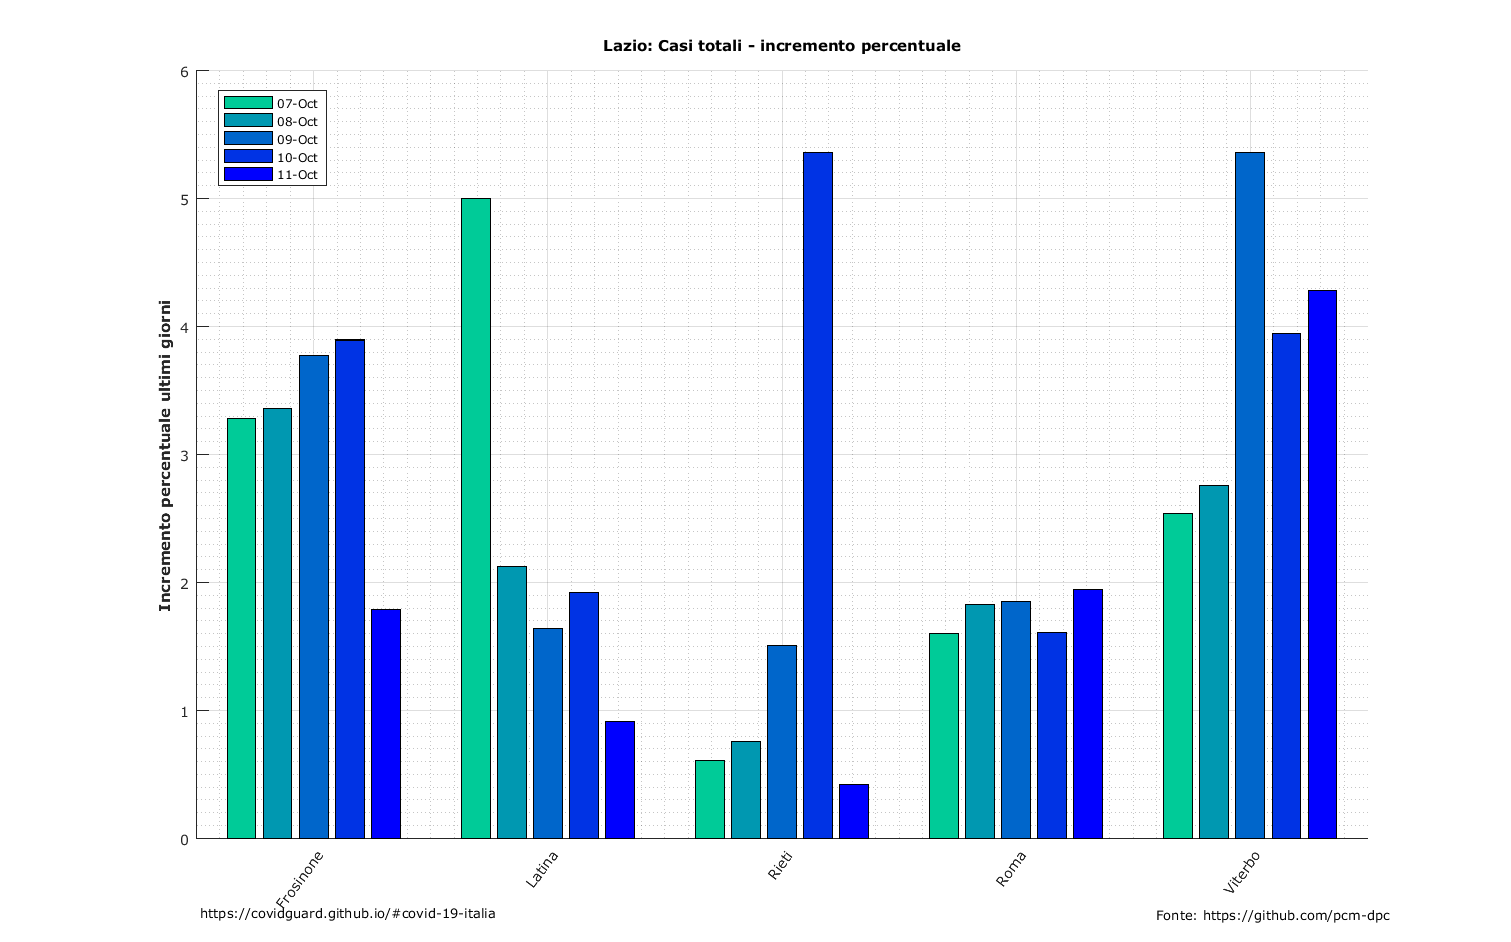 Lazio: Casi totali - incremento percentuale
Incremento percentuale ultimi giorni
6
5
4
3
2
1
0
07-Oct
08-Oct
09-Oct
10-Oct
11-Oct
Frosinone
Latina
Rieti
Roma
Viterbo
https://covidguard.github.io/#covid-19-italia
Fonte: https://github.com/pcm-dpc